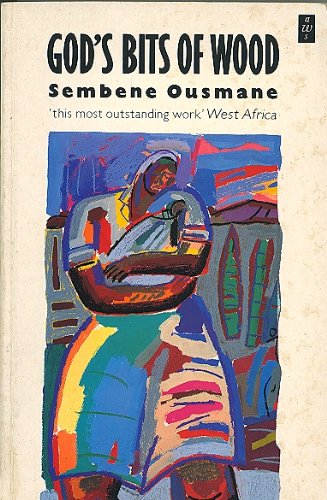 a
w
s
GOD'S BITS OF WOOD
Sembene Ousmane
'this most outstanding work' West Africa